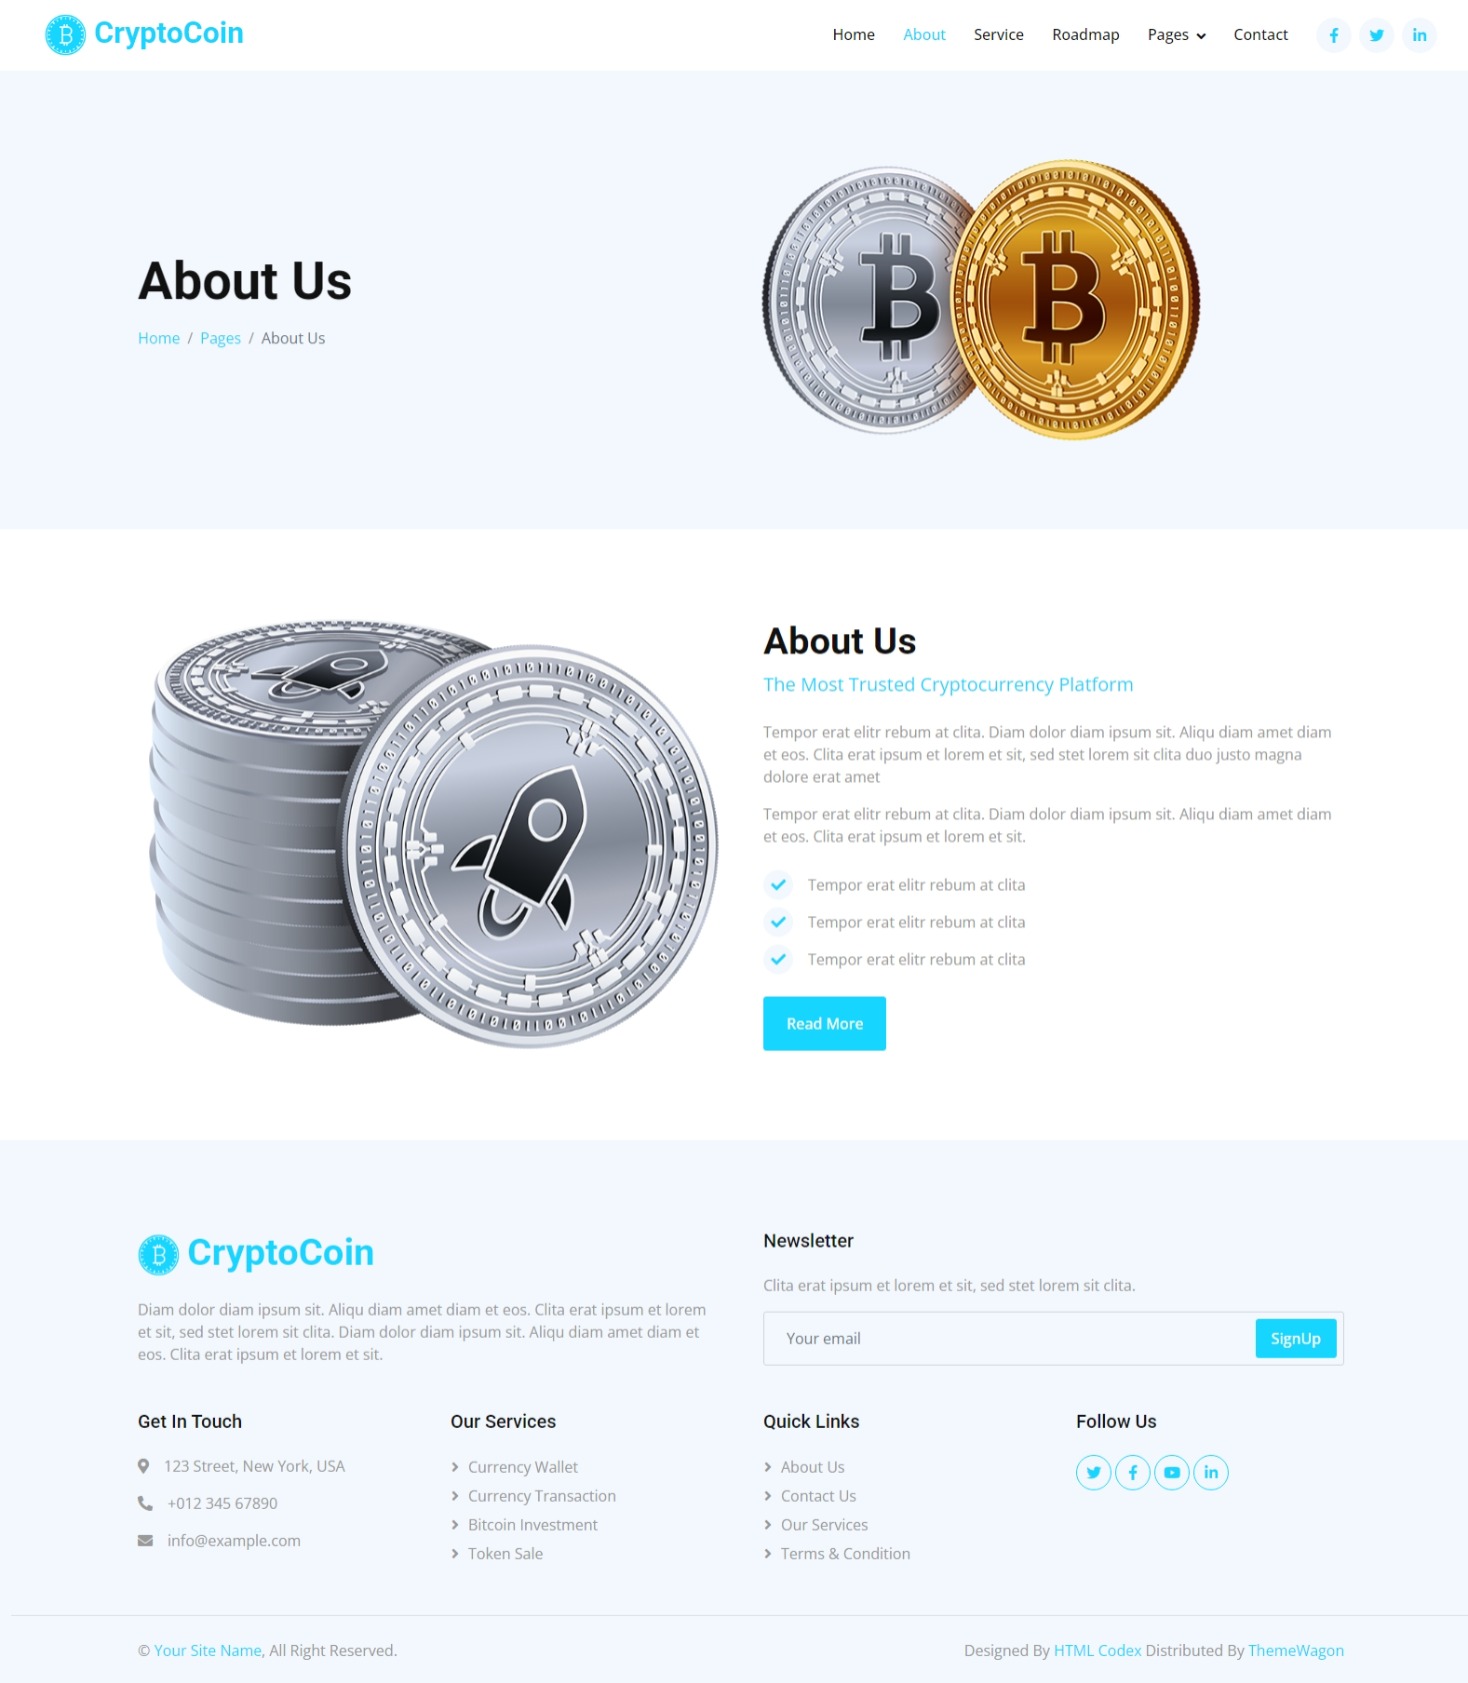 CryptoCoin
Home About Service Roadmap Pages Contact
About Us
Home / Pages / About Us
About Us
The Most Trusted Cryptocurrency Platform
Tempor erat elitr rebum at clita. Diam dolor diam ipsum sit. Aliqu diam amet diam
et eos. Clita erat ipsum et lorem et sit, sed stet lorem sit clita duo justo magna
dolore erat amet
Tempor erat elitr rebum at clita. Diam dolor diam ipsum sit. Aliqu diam amet diam
et eos. Clita erat ipsum et lorem et sit.
Tempor erat elitr rebum at clita
Tempor erat elitr rebum at clita
Tempor erat elitr rebum at clita
Read More
CryptoCoin
Diam dolor diam ipsum sit. Aliqu diam amet diam et eos. Clita erat ipsum et lorem
et sit, sed stet lorem sit clita. Diam dolor diam ipsum sit. Aliqu diam amet diam et
eos. Clita erat ipsum et lorem et sit.
Newsletter
Clita erat ipsum et lorem et sit, sed stet lorem sit clita.
Your email
SignUp
Get In Touch
123 Street, New York, USA
+012 345 67890
info@example.com
Our Services
Currency Wallet
Currency Transaction
Bitcoin Investment
Token Sale
Quick Links
About Us
Contact Us
Our Services
Terms & Condition
Follow Us
© Your Site Name, All Right Reserved.
Designed By HTML Codex Distributed By ThemeWagon